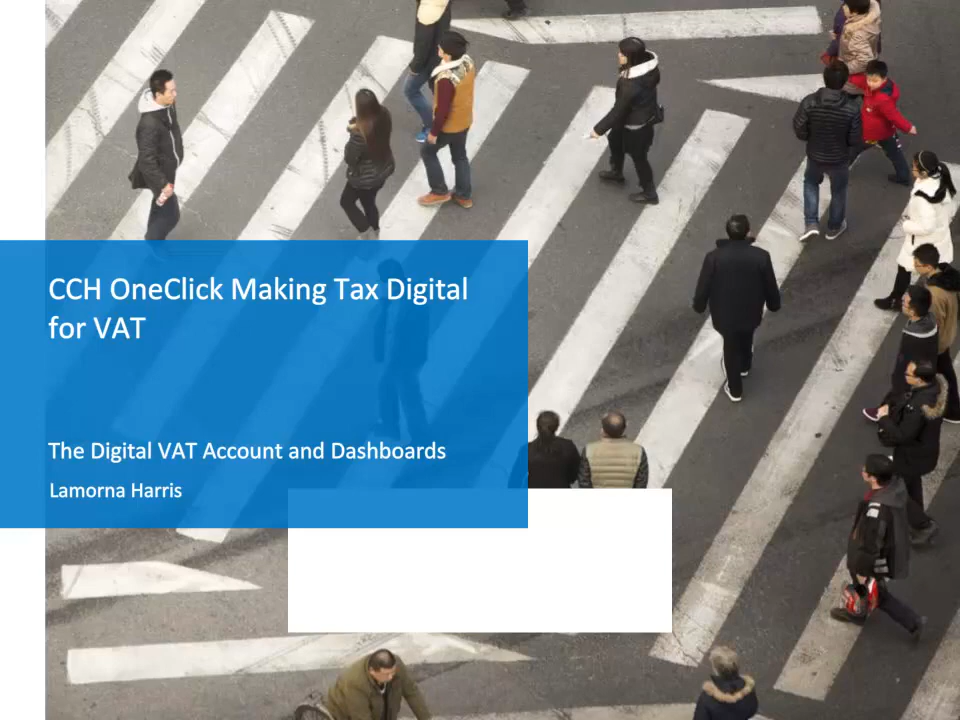 CCH OneClick Making Tax Digital
for VAT
The Digital VAT Account and Dashboards
Lamorna Harris